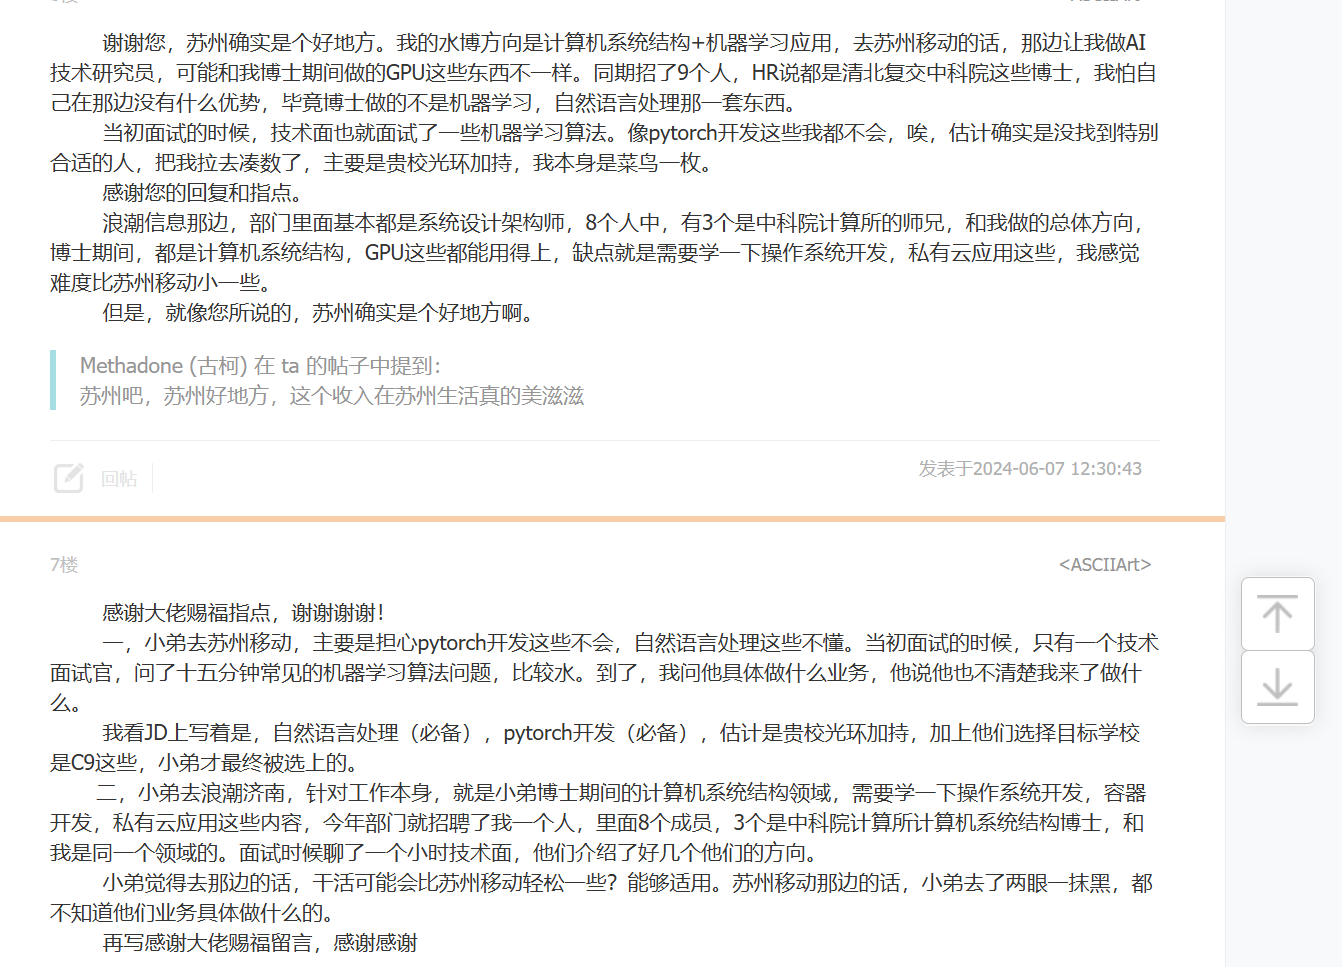 谢谢您，苏州确实是个好地方。我的水博方向是计算机系统结构+机器学习应用，去苏州移动的话，那边让我做AI
技术研究员，可能和我博士期间做的GPU这些东西不一样。同期招了9个人，HR说都是清北复交中科院这些博士，我怕自
己在那边没有什么优势，毕竟博士做的不是机器学习，自然语言处理那一套东西。
当初面试的时候，技术面也就面试了一些机器学习算法。像pytorch开发这些我都不会，唉，估计确实是没找到特别
合适的人，把我拉去凑数了，主要是贵校光环加持，我本身是菜鸟一枚。
感谢您的回复和指点。
浪潮信息那边，部门里面基本都是系统设计架构师，8个人中，有3个是中科院计算所的师兄，和我做的总体方向，
博士期间，都是计算机系统结构，GPU这些都能用得上，缺点就是需要学一下操作系统开发，私有云应用这些，我感觉
难度比苏州移动小一些。
但是，就像您所说的，苏州确实是个好地方啊。
Methadone (古柯) 在 ta 的帖子中提到：
苏州吧，苏州好地方，这个收入在苏州生活真的美滋滋
回帖
发表于2024-06-07 12:30:43
7楼
<ASCIIArt>
感谢大佬赐福指点，谢谢谢谢！
一，小弟去苏州移动，主要是担心pytorch开发这些不会，自然语言处理这些不懂。当初面试的时候，只有一个技术
面试官，问了十五分钟常见的机器学习算法问题，比较水。到了，我问他具体做什么业务，他说他也不清楚我来了做什
么。
我看JD上写着是，自然语言处理（必备），pytorch开发（必备），估计是贵校光环加持，加上他们选择目标学校
是C9这些，小弟才最终被选上的。
二，小弟去浪潮济南，针对工作本身，就是小弟博士期间的计算机系统结构领域，需要学一下操作系统开发，容器
开发，私有云应用这些内容，今年部门就招聘了我一个人，里面8个成员，3个是中科院计算所计算机系统结构博士，和
我是同一个领域的。面试时候聊了一个小时技术面，他们介绍了好几个他们的方向。
小弟觉得去那边的话，干活可能会比苏州移动轻松一些？能够适用。苏州移动那边的话，小弟去了两眼一抹黑，都
不知道他们业务具体做什么的。
再写感谢大佬赐福留言，感谢感谢